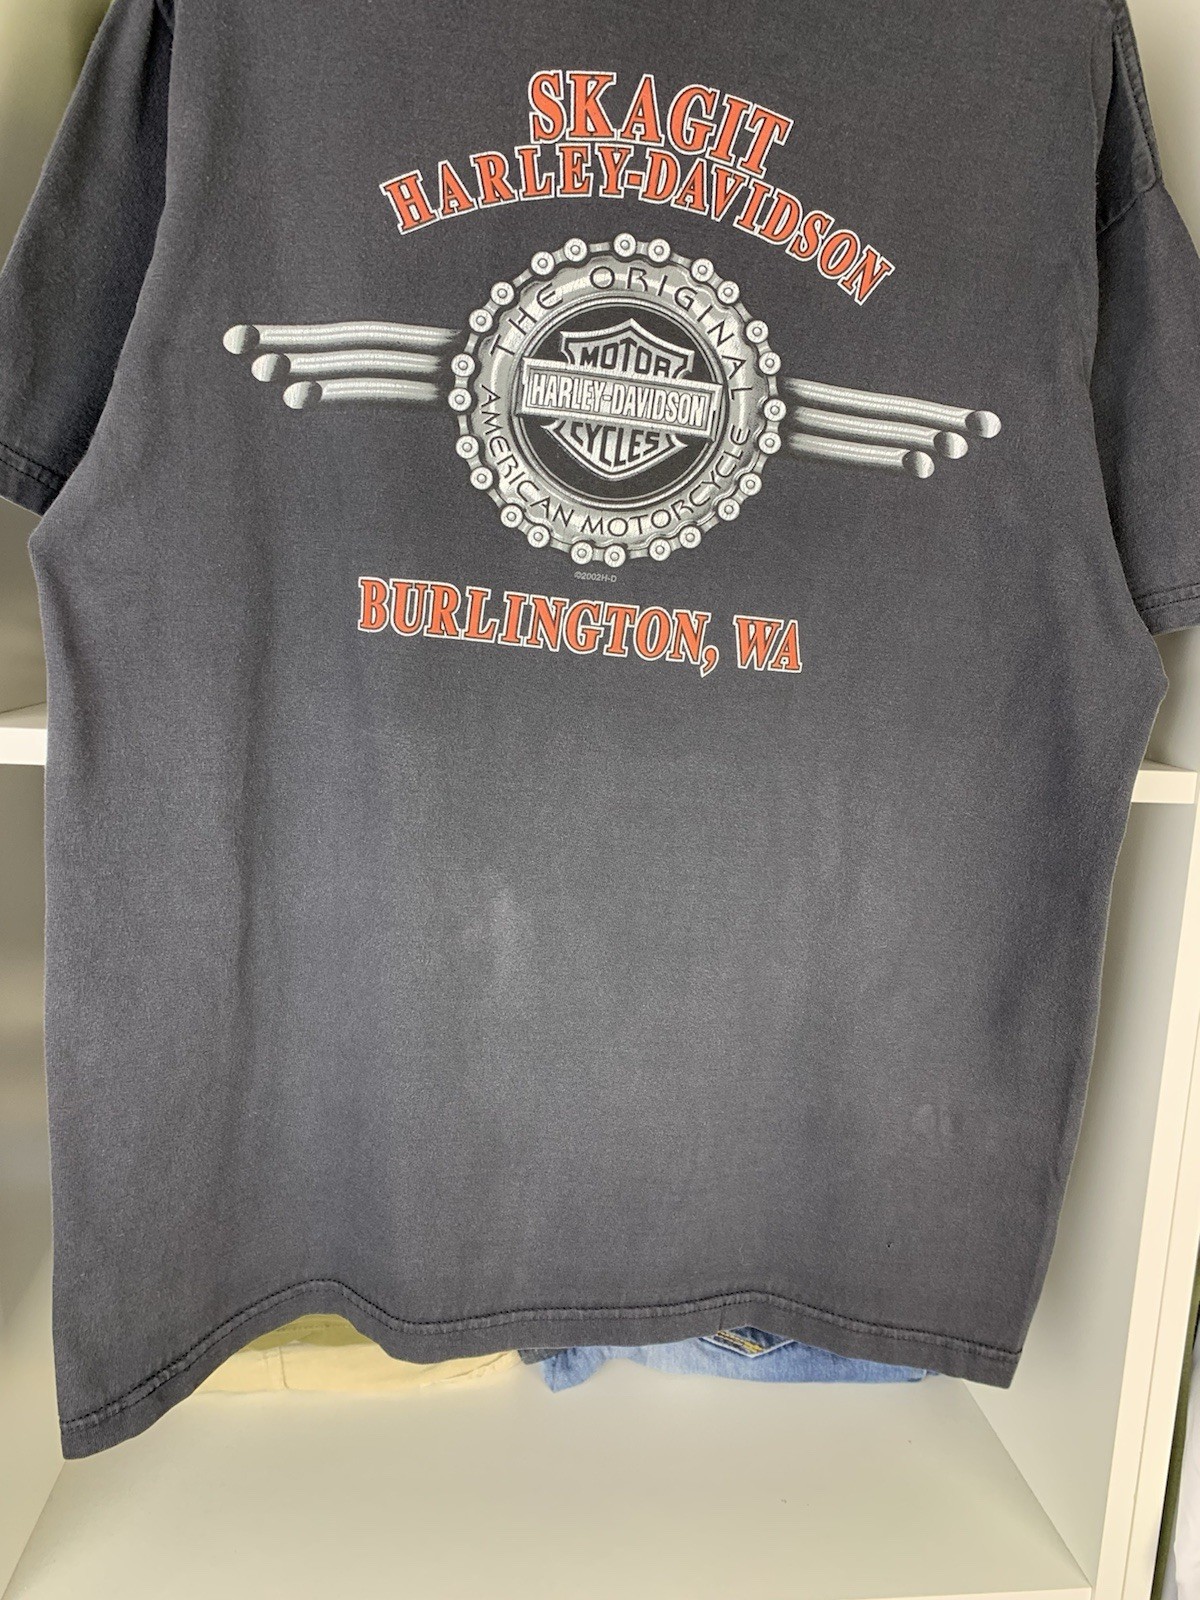 SKAGIT
HARLEY-DAVIDSON
THE ORIGINAL
MOTOR
HARLEY-DAVIDSON
CYCLES
AMERICAN MOTORCYCLE
©2002H-D
BURLINGTON, WA